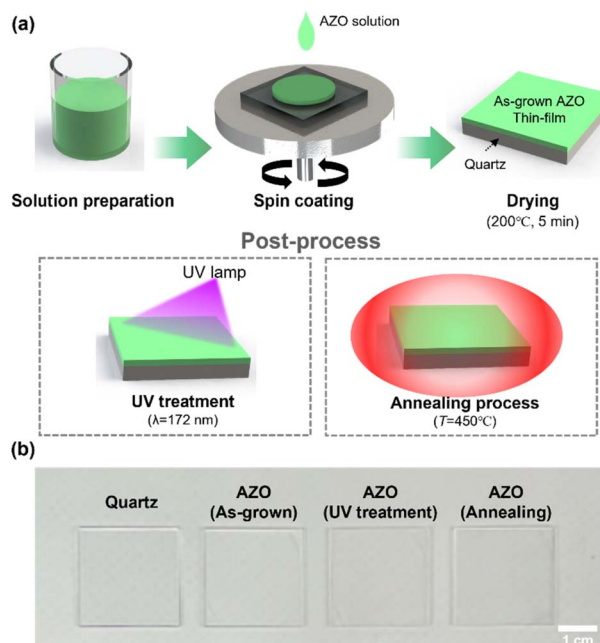 (a)
AZO solution
As-grown AZO
Thin-film
Quartz
Solution preparation
Spin coating
Drying
(200℃, 5 min)
Post-process
UV lamp
UV treatment
(λ=172 nm)
Annealing process
(T=450℃)
(b)
Quartz
AZO
(As-grown)
AZO
(UV treatment)
AZO
(Annealing)
1 cm